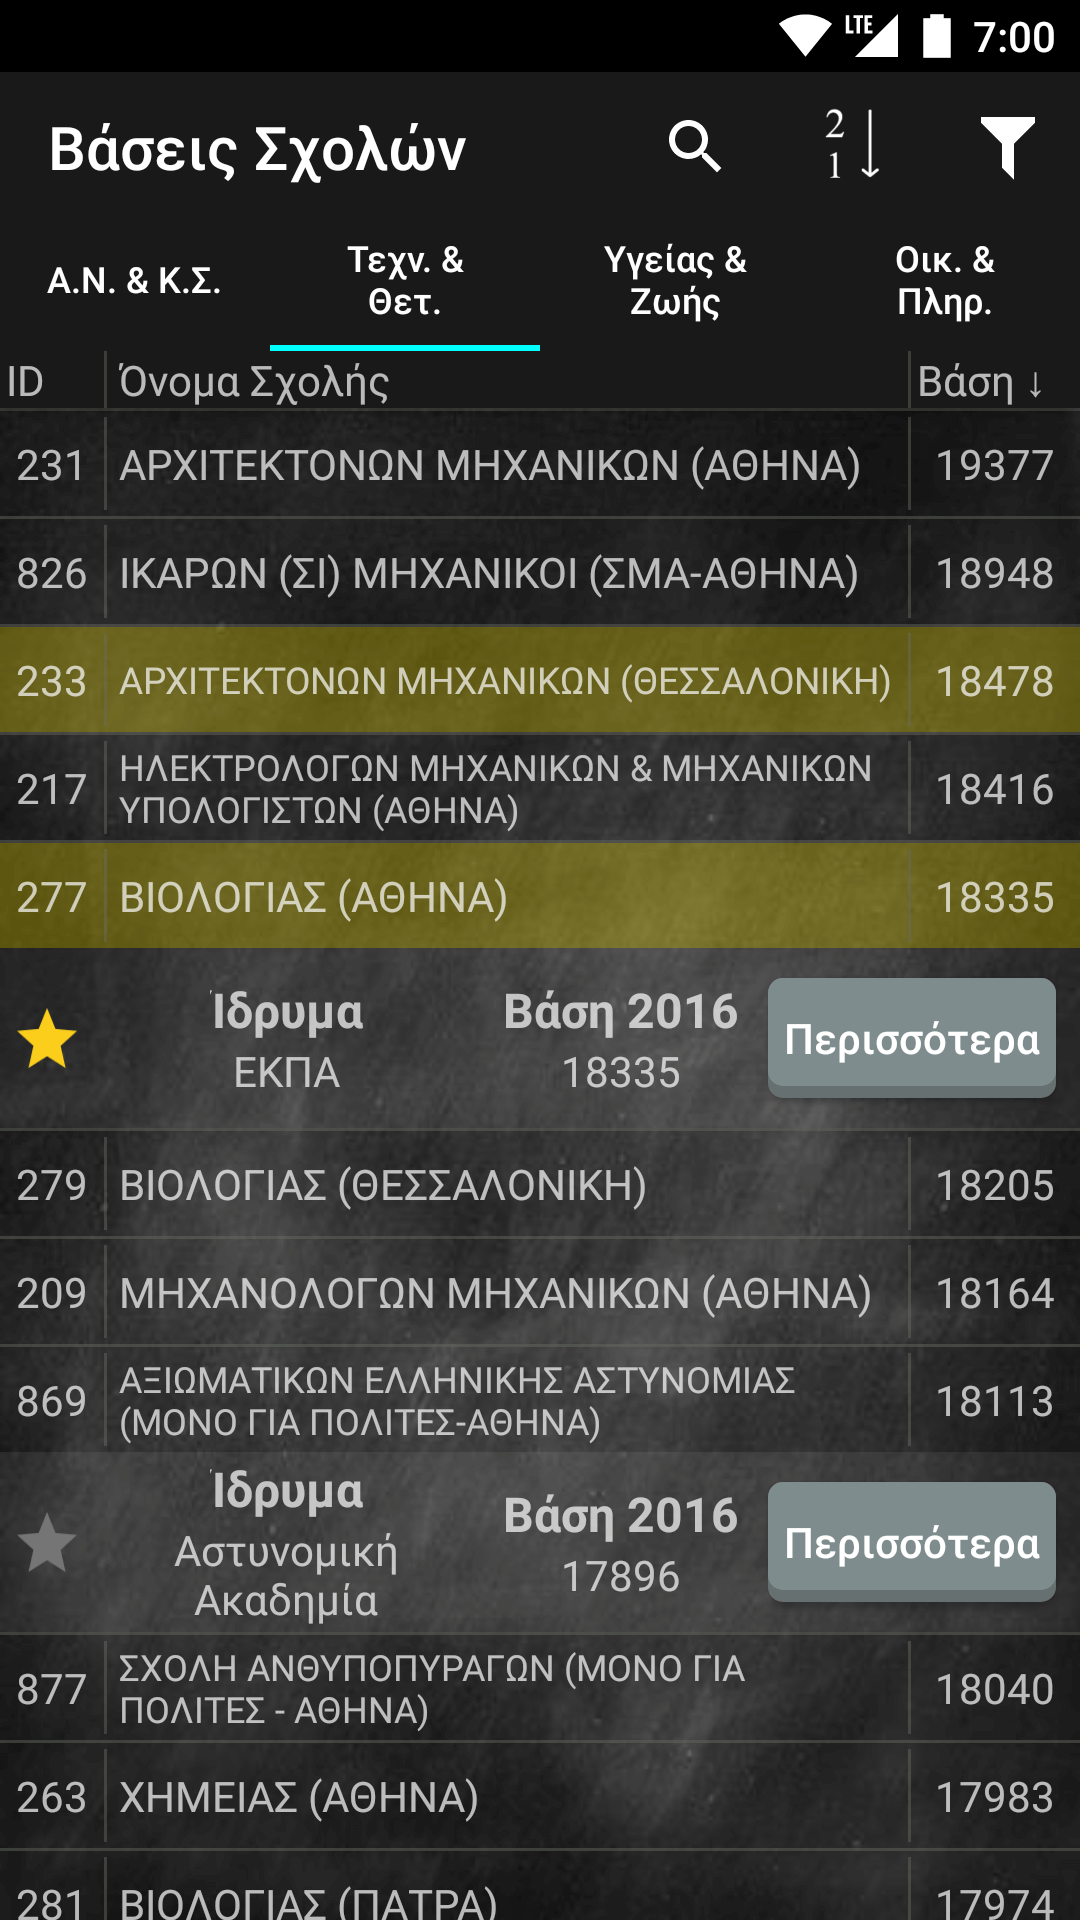 LTE 7:00
Βάσεις Σχολών
2
1
Α.Ν. & Κ.Σ.
Τεχν. &
Θετ.
Υγείας &
Ζωής
Οικ. &
Πληρ.
ID Όνομα Σχολής Βάση ↓
231 ΑΡΧΙΤΕΚΤΟΝΩΝ ΜΗΧΑΝΙΚΩΝ (ΑΘΗΝΑ) 19377
826 ΙΚΑΡΩΝ (ΣΙ) ΜΗΧΑΝΙΚΟΙ (ΣΜΑ-ΑΘΗΝΑ) 18948
233 ΑΡΧΙΤΕΚΤΟΝΩΝ ΜΗΧΑΝΙΚΩΝ (ΘΕΣΣΑΛΟΝΙΚΗ) 18478
217 ΗΛΕΚΤΡΟΛΟΓΩΝ ΜΗΧΑΝΙΚΩΝ & ΜΗΧΑΝΙΚΩΝ
ΥΠΟΛΟΓΙΣΤΩΝ (ΑΘΗΝΑ) 18416
277 ΒΙΟΛΟΓΙΑΣ (ΑΘΗΝΑ) 18335
Ίδρυμα Βάση 2016 Περισσότερα
ΕΚΠΑ 18335
279 ΒΙΟΛΟΓΙΑΣ (ΘΕΣΣΑΛΟΝΙΚΗ) 18205
209 ΜΗΧΑΝΟΛΟΓΩΝ ΜΗΧΑΝΙΚΩΝ (ΑΘΗΝΑ) 18164
869 ΑΞΙΩΜΑΤΙΚΩΝ ΕΛΛΗΝΙΚΗΣ ΑΣΤΥΝΟΜΙΑΣ
(ΜΟΝΟ ΓΙΑ ΠΟΛΙΤΕΣ-ΑΘΗΝΑ) 18113
Ίδρυμα Βάση 2016 Περισσότερα
Αστυνομική
Ακαδημία 17896
877 ΣΧΟΛΗ ΑΝΘΥΠΟΠΥΡΑΓΩΝ (ΜΟΝΟ ΓΙΑ
ΠΟΛΙΤΕΣ - ΑΘΗΝΑ) 18040
263 ΧΗΜΕΙΑΣ (ΑΘΗΝΑ) 17983
281 ΒΙΟΛΟΓΙΑΣ (ΠΑΤΡΑ) 17974